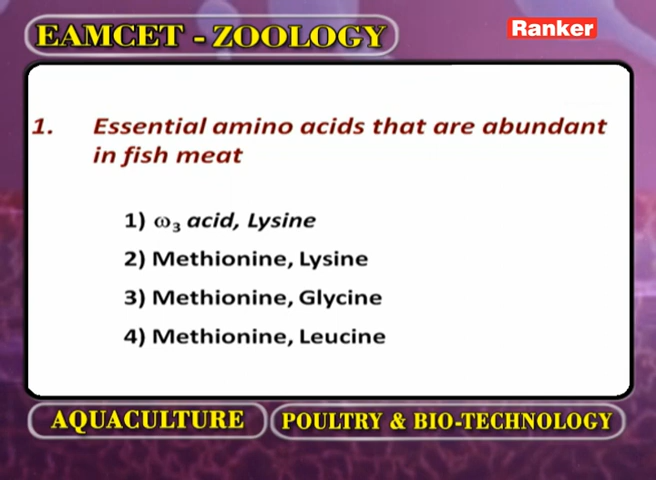 EAMCET - ZOOLOGY
Ranker
1. Essential amino acids that are abundant
in fish meat
1) ω₃ acid, Lysine
2) Methionine, Lysine
3) Methionine, Glycine
4) Methionine, Leucine
AQUACULTURE
POULTRY & BIO-TECHNOLOGY